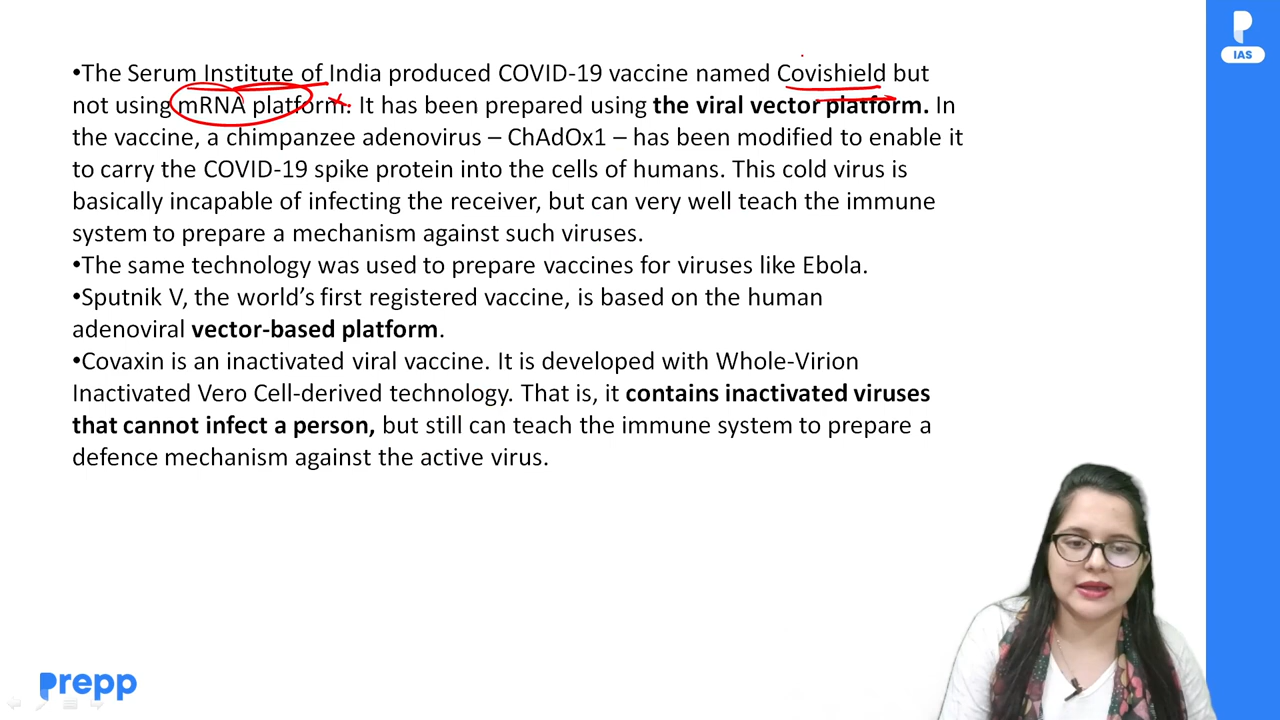 •The Serum Institute of India produced COVID-19 vaccine named Covishield but
not using mRNA platform. It has been prepared using the viral vector platform. In
the vaccine, a chimpanzee adenovirus – ChAdOx1 – has been modified to enable it
to carry the COVID-19 spike protein into the cells of humans. This cold virus is
basically incapable of infecting the receiver, but can very well teach the immune
system to prepare a mechanism against such viruses.
•The same technology was used to prepare vaccines for viruses like Ebola.
•Sputnik V, the world’s first registered vaccine, is based on the human
adenoviral vector-based platform.
•Covaxin is an inactivated viral vaccine. It is developed with Whole-Virion
Inactivated Vero Cell-derived technology. That is, it contains inactivated viruses
that cannot infect a person, but still can teach the immune system to prepare a
defence mechanism against the active virus.
IAS
prepp